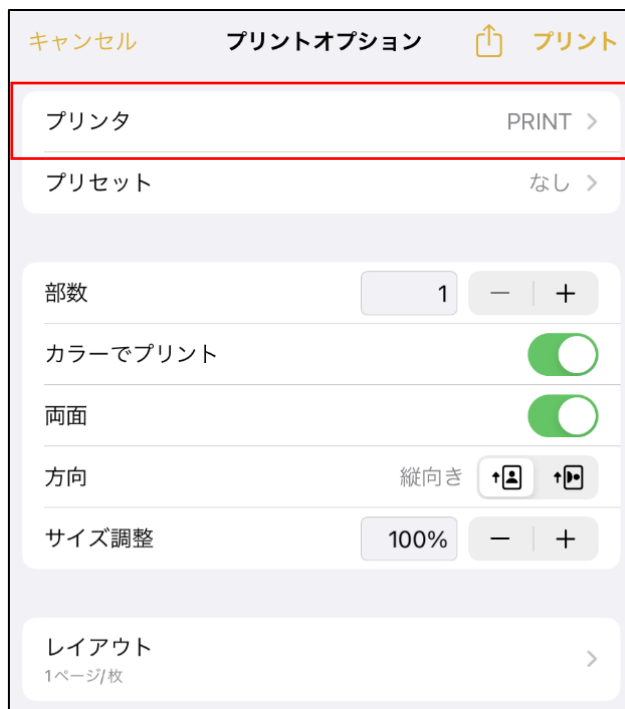 キャンセル プリントオプション プリント
プリンタ PRINT
プリセット なし
部数 1 − +
カラーでプリント
両面
方向 縦向き
サイズ調整 100% − +
レイアウト
1ページ/枚